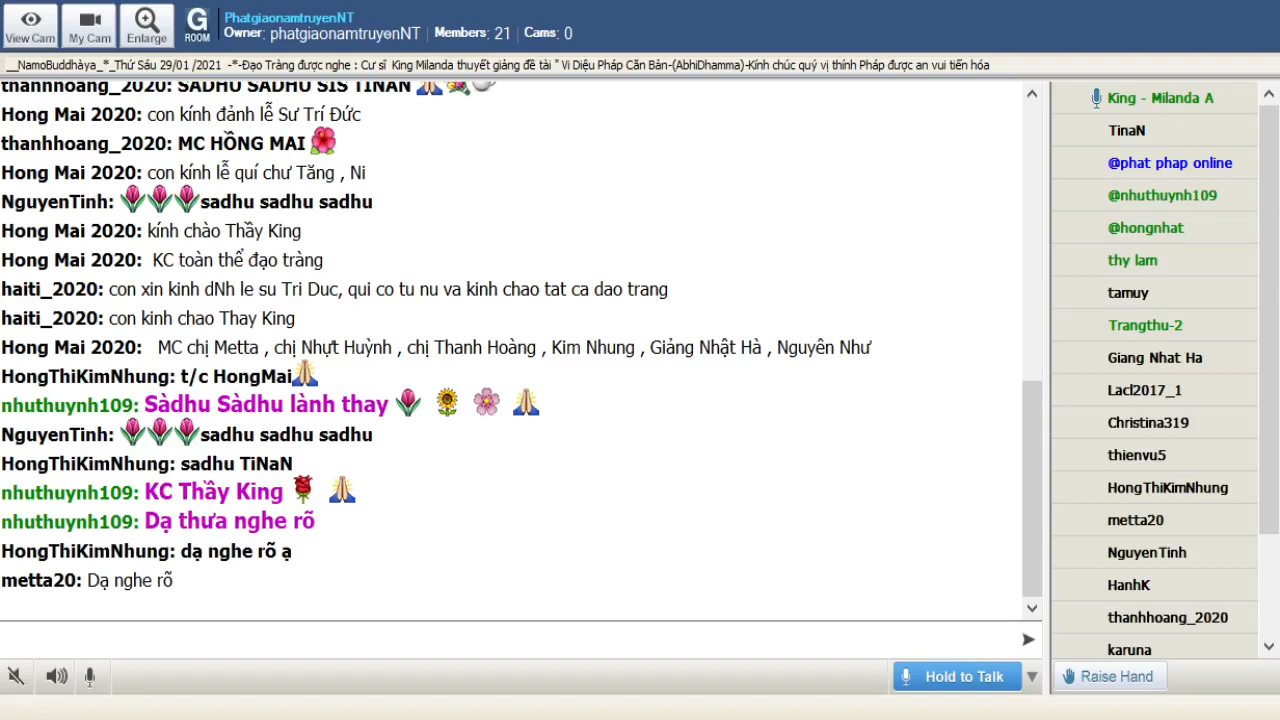 View Cam
My Cam
Enlarge
G
ROOM
PhatgiaonamtruyenNT
Owner: phatgiaonamtruyenNT | Members: 21 | Cams: 0
__NamoBuddhàya_*_Thứ Sáu 29/01 /2021 -*-Đạo Tràng được nghe : Cư sĩ King Milanda thuyết giảng đề tài " Vi Diệu Pháp Căn Bản-(AbhiDhamma)-Kính chúc quý vị thính Pháp được an vui tiến hóa
thanhhoang_2020: SADHU SADHU SIS TINAN
Hong Mai 2020: con kính đảnh lễ Sư Trí Đức
thanhhoang_2020: MC HỒNG MAI
Hong Mai 2020: con kính lễ quí chư Tăng , Ni
NguyenTinh: sadhu sadhu sadhu
Hong Mai 2020: kính chào Thầy King
Hong Mai 2020: KC toàn thể đạo tràng
haiti_2020: con xin kinh dNh le su Tri Duc, qui co tu nu va kinh chao tat ca dao trang
haiti_2020: con kinh chao Thay King
Hong Mai 2020: MC chị Metta , chị Nhựt Huỳnh , chị Thanh Hoàng , Kim Nhung , Giảng Nhật Hà , Nguyên Như
HongThiKimNhung: t/c HongMai
nhuthuynh109: Sàdhu Sàdhu lành thay
NguyenTinh: sadhu sadhu sadhu
HongThiKimNhung: sadhu TiNaN
nhuthuynh109: KC Thầy King
nhuthuynh109: Dạ thưa nghe rõ
HongThiKimNhung: dạ nghe rõ ạ
metta20: Dạ nghe rõ
Hold to Talk
King - Milanda A
TinaN
@phat phap online
@nhuthuynh109
@hongnhat
thy lam
tamuy
Trangthu-2
Giang Nhat Ha
Lacl2017_1
Christina319
thienvu5
HongThiKimNhung
metta20
NguyenTinh
HanhK
thanhhoang_2020
karuna
Raise Hand